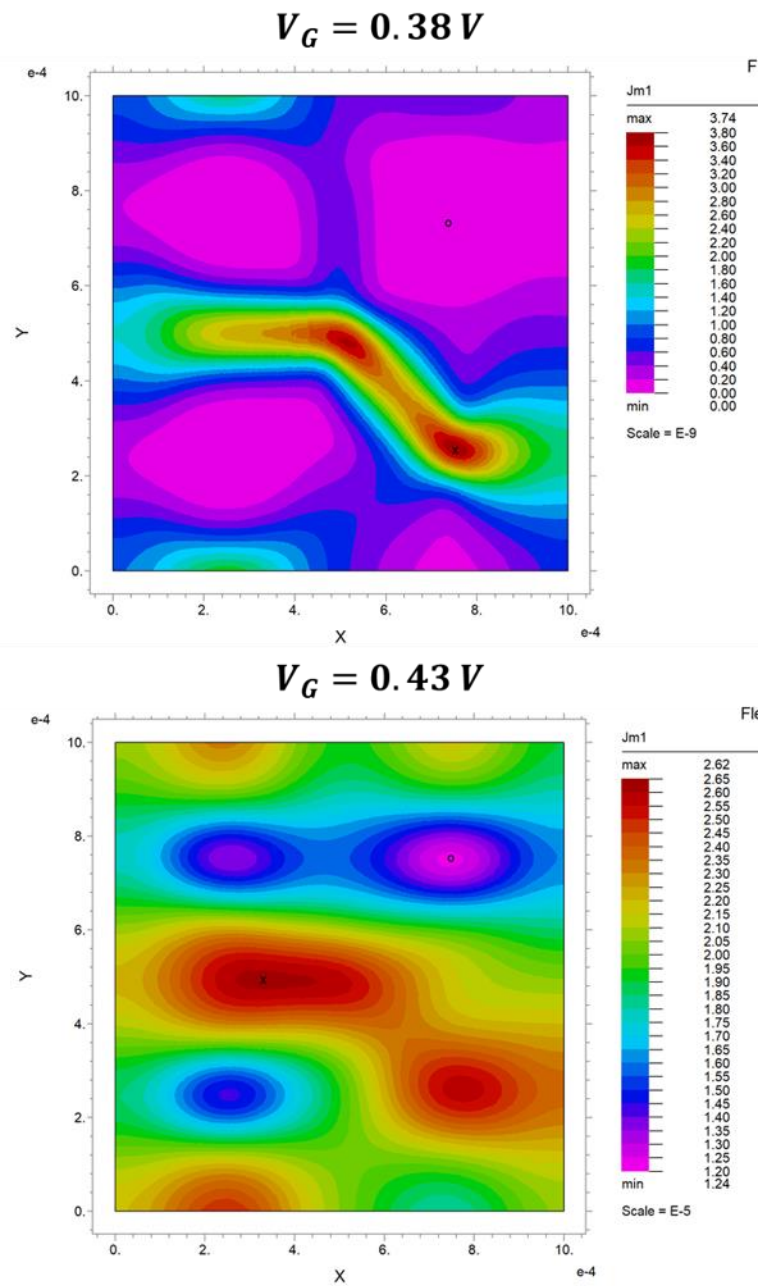 V_G = 0.38 V
e-4
10.
8.
6.
4.
2.
0.
Y
0. 2. 4. 6. 8. 10.
X
e-4
F
Jm1
max 3.74
3.80
3.60
3.40
3.20
3.00
2.80
2.60
2.40
2.20
2.00
1.80
1.60
1.40
1.20
1.00
0.80
0.60
0.40
0.20
0.00
min 0.00
Scale = E-9
o
x
V_G = 0.43 V
e-4
10.
8.
6.
4.
2.
0.
Y
0. 2. 4. 6. 8. 10.
X
e-4
Fle
Jm1
max 2.62
2.65
2.60
2.55
2.50
2.45
2.40
2.35
2.30
2.25
2.20
2.15
2.10
2.05
2.00
1.95
1.90
1.85
1.80
1.75
1.70
1.65
1.60
1.55
1.50
1.45
1.40
1.35
1.30
1.25
1.20
min 1.24
Scale = E-5
o
x